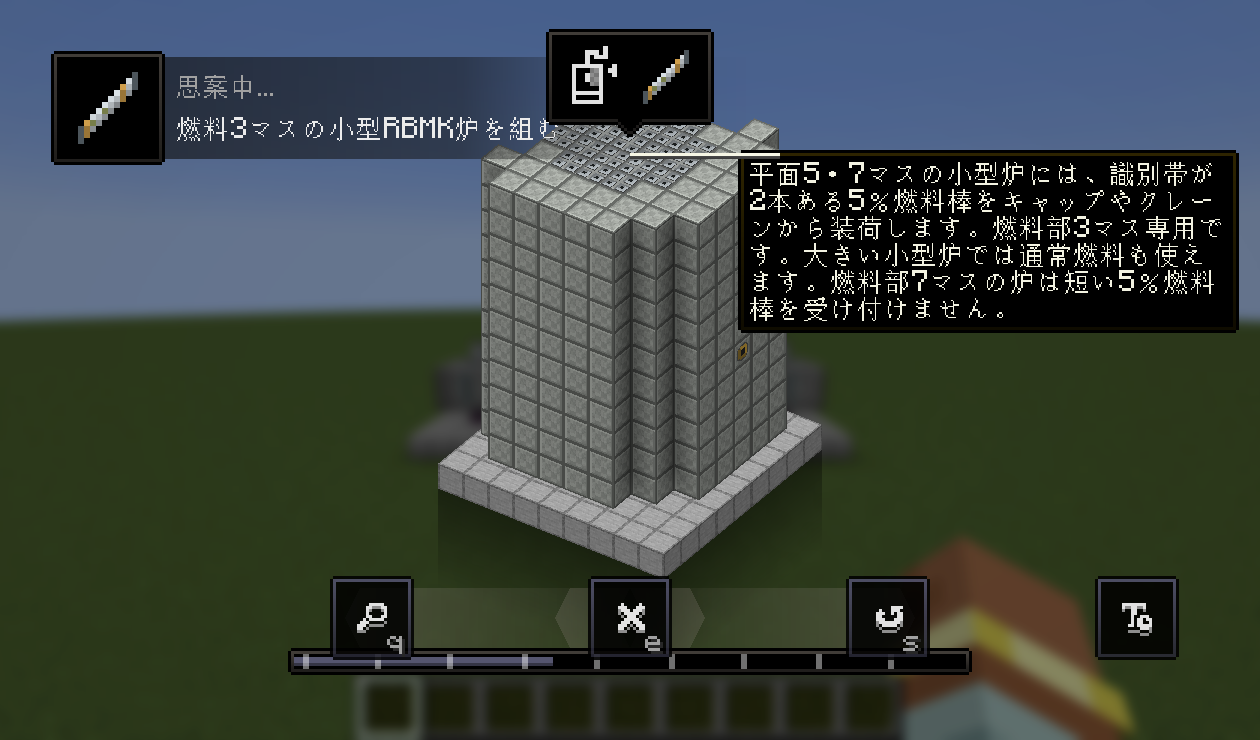 思案中...
燃料3マスの小型RBMK炉を組む
平面5・7マスの小型炉には、識別帯が
2本ある5%燃料棒をキャップやクレー
ンから装荷します。燃料部3マス専用で
す。大きい小型炉では通常燃料も使え
ます。燃料部7マスの炉は短い5%燃料
棒を受け付けません。
q
e
s